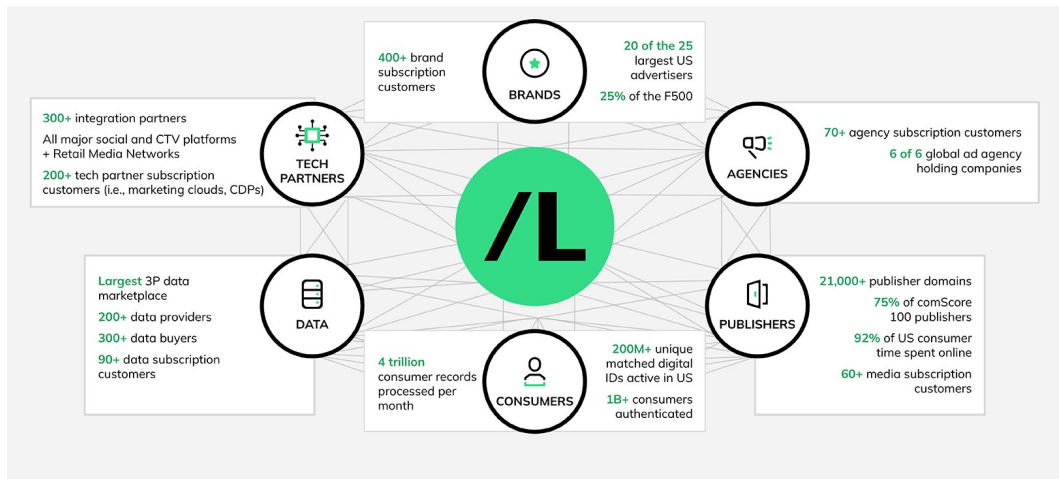 400+ brand
subscription
customers
BRANDS
20 of the 25
largest US
advertisers
25% of the F500
300+ integration partners
All major social and CTV platforms
+ Retail Media Networks
200+ tech partner subscription
customers (i.e., marketing clouds, CDPs)
TECH
PARTNERS
AGENCIES
70+ agency subscription customers
6 of 6 global ad agency
holding companies
/L
Largest 3P data
marketplace
200+ data providers
300+ data buyers
90+ data subscription
customers
DATA
PUBLISHERS
21,000+ publisher domains
75% of comScore
100 publishers
92% of US consumer
time spent online
60+ media subscription
customers
4 trillion
consumer records
processed per
month
CONSUMERS
200M+ unique
matched digital
IDs active in US
1B+ consumers
authenticated